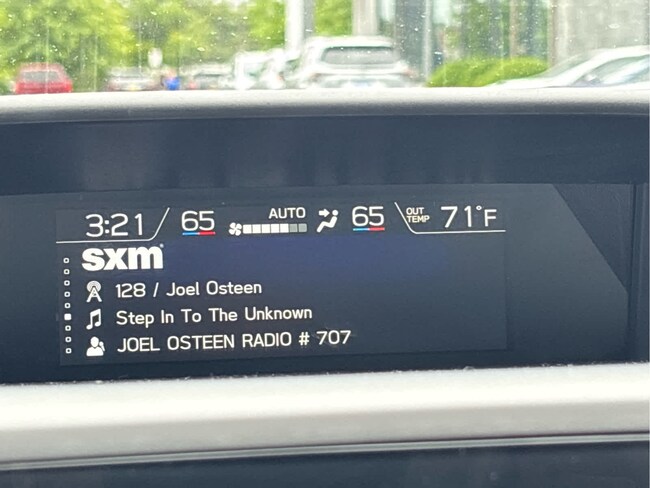 3:21 65 AUTO 65 OUT TEMP 71°F
sxm
128 / Joel Osteen
Step In To The Unknown
JOEL OSTEEN RADIO # 707